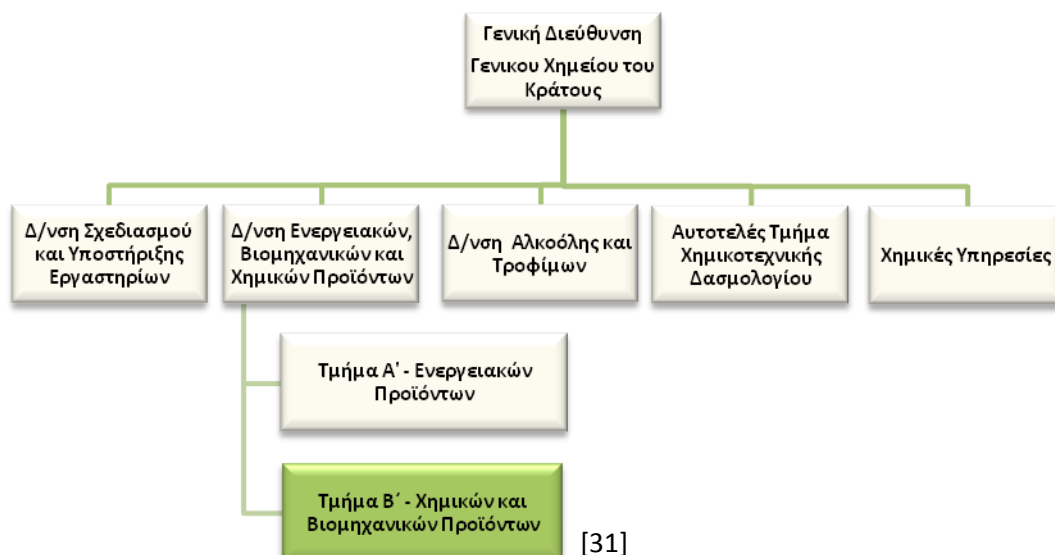 Γενική Διεύθυνση
Γενικου Χημείου του
Κράτους
Δ/νση Σχεδιασμού
και Υποστήριξης
Εργαστηρίων
Δ/νση Ενεργειακών,
Βιομηχανικών και
Χημικών Προϊόντων
Δ/νση Αλκοόλης και
Τροφίμων
Αυτοτελές Τμήμα
Χημικοτεχνικής
Δασμολογίου
Χημικές Υπηρεσίες
Τμήμα Α' - Ενεργειακών
Προϊόντων
Τμήμα Β΄ - Χημικών και
Βιομηχανικών Προϊόντων
[31]